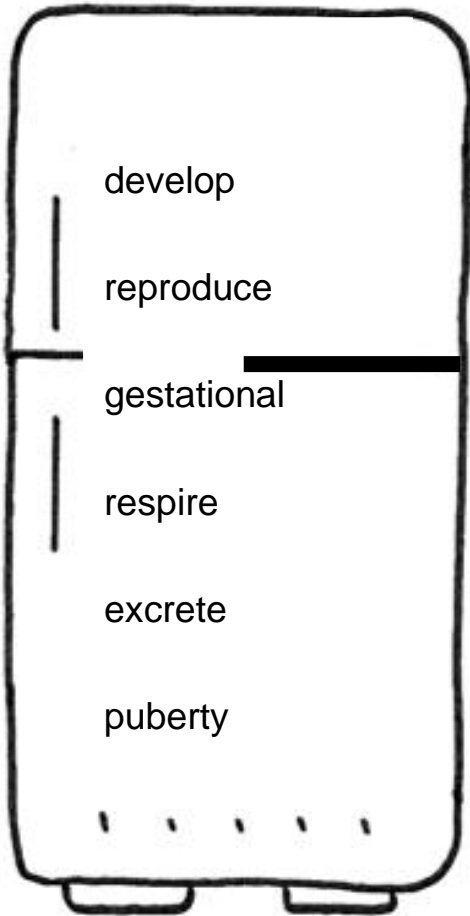 develop
reproduce
gestational
respire
excrete
puberty